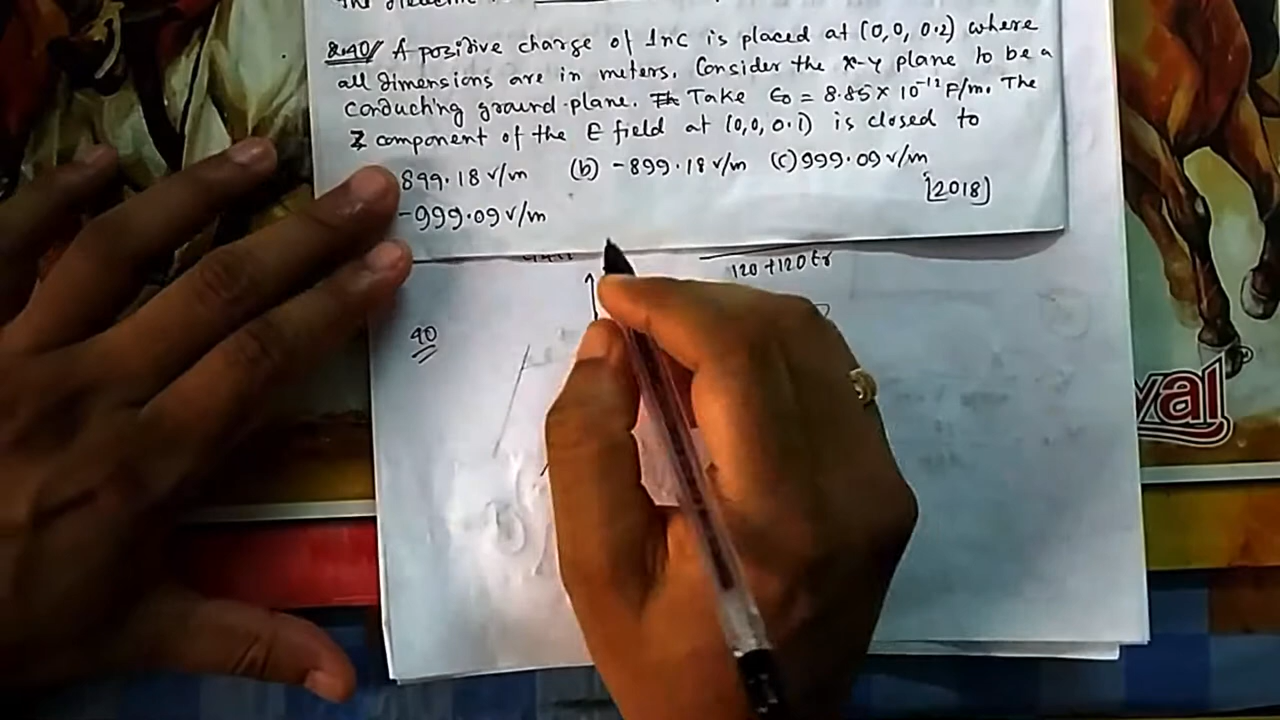 Q.40/ A positive charge of 1nc is placed at (0,0, 0.2) where
all dimensions are in meters. Consider the x-y plane to be a
conducting ground plane. Take ε0 = 8.85 x 10⁻¹² F/m. The
z component of the E field at (0,0, 0.1) is closed to
899.18 v/m (b) -899.18 v/m (c) 999.09 v/m
[2018]
-999.09 v/m
120 + 120 εr
40
yal